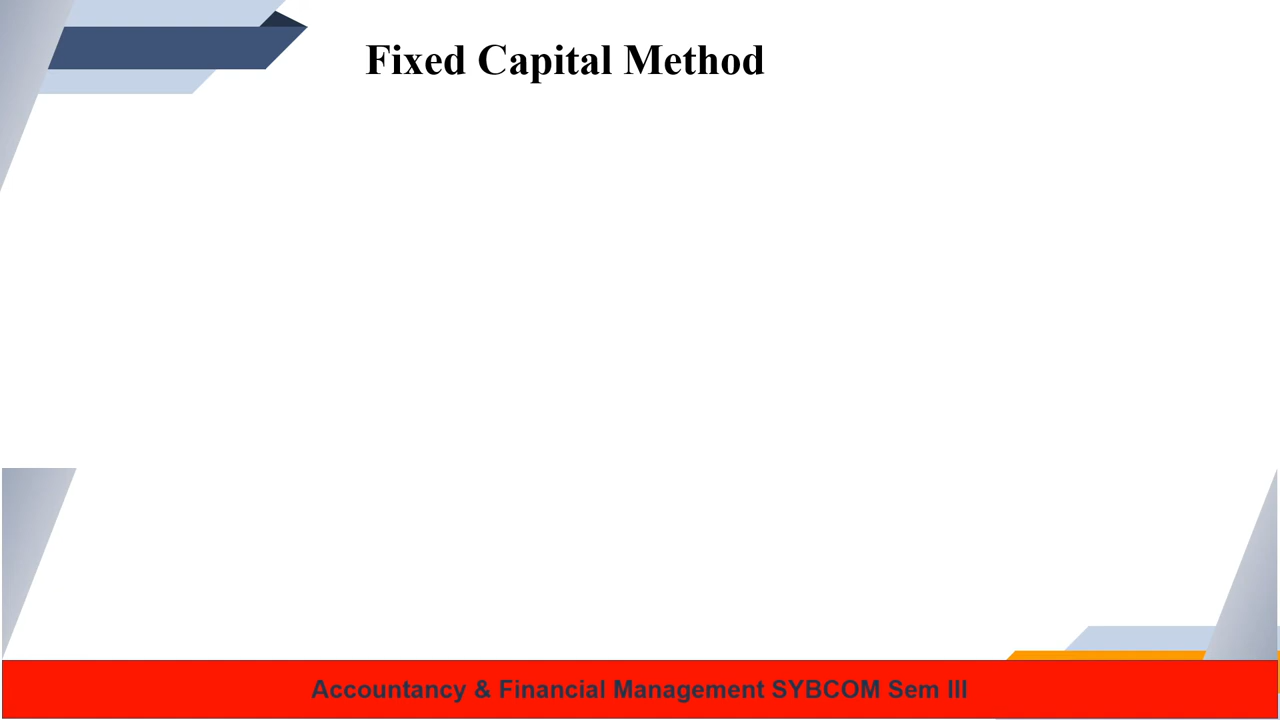 Fixed Capital Method
Accountancy & Financial Management SYBCOM Sem III